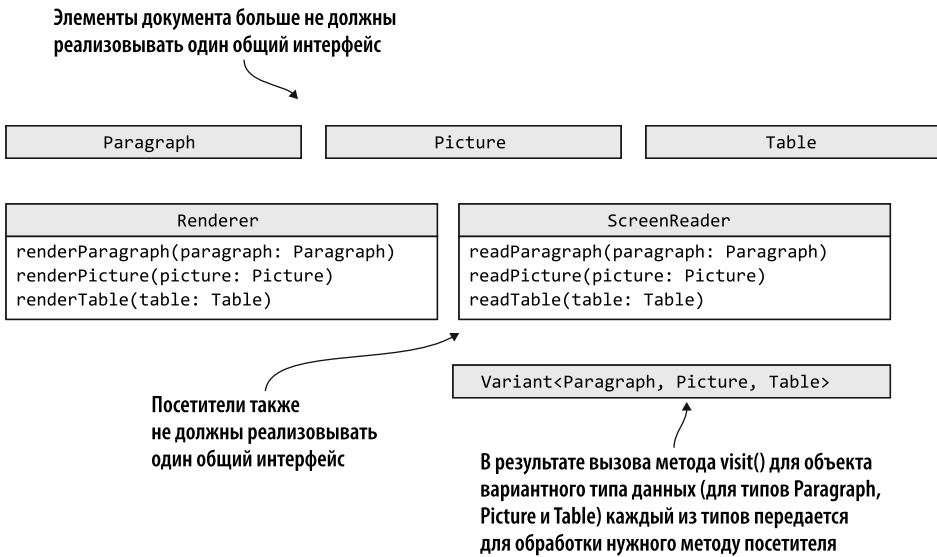 Элементы документа больше не должны
реализовывать один общий интерфейс
Paragraph
Picture
Table
Renderer
renderParagraph(paragraph: Paragraph)
renderPicture(picture: Picture)
renderTable(table: Table)
ScreenReader
readParagraph(paragraph: Paragraph)
readPicture(picture: Picture)
readTable(table: Table)
Variant<Paragraph, Picture, Table>
Посетители также
не должны реализовывать
один общий интерфейс
В результате вызова метода visit() для объекта
вариантного типа данных (для типов Paragraph,
Picture и Table) каждый из типов передается
для обработки нужному методу посетителя